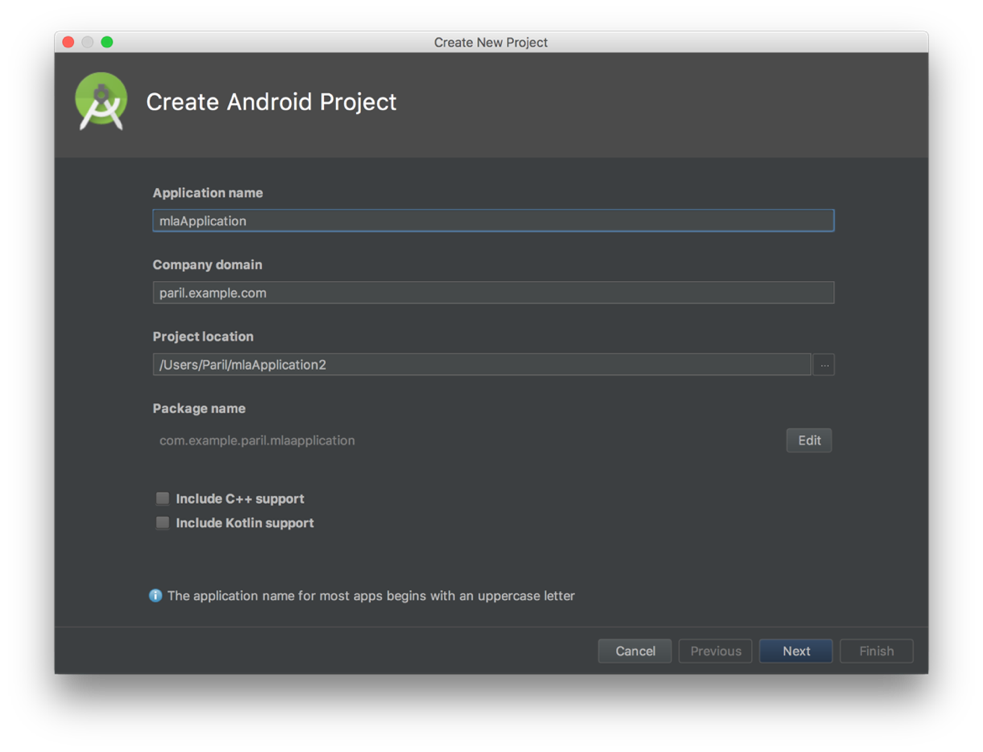 Create New Project
Create Android Project
Application name
mlaApplication
Company domain
paril.example.com
Project location
/Users/Paril/mlaApplication2
...
Package name
com.example.paril.mlaapplication
Edit
Include C++ support
Include Kotlin support
The application name for most apps begins with an uppercase letter
Cancel Previous Next Finish